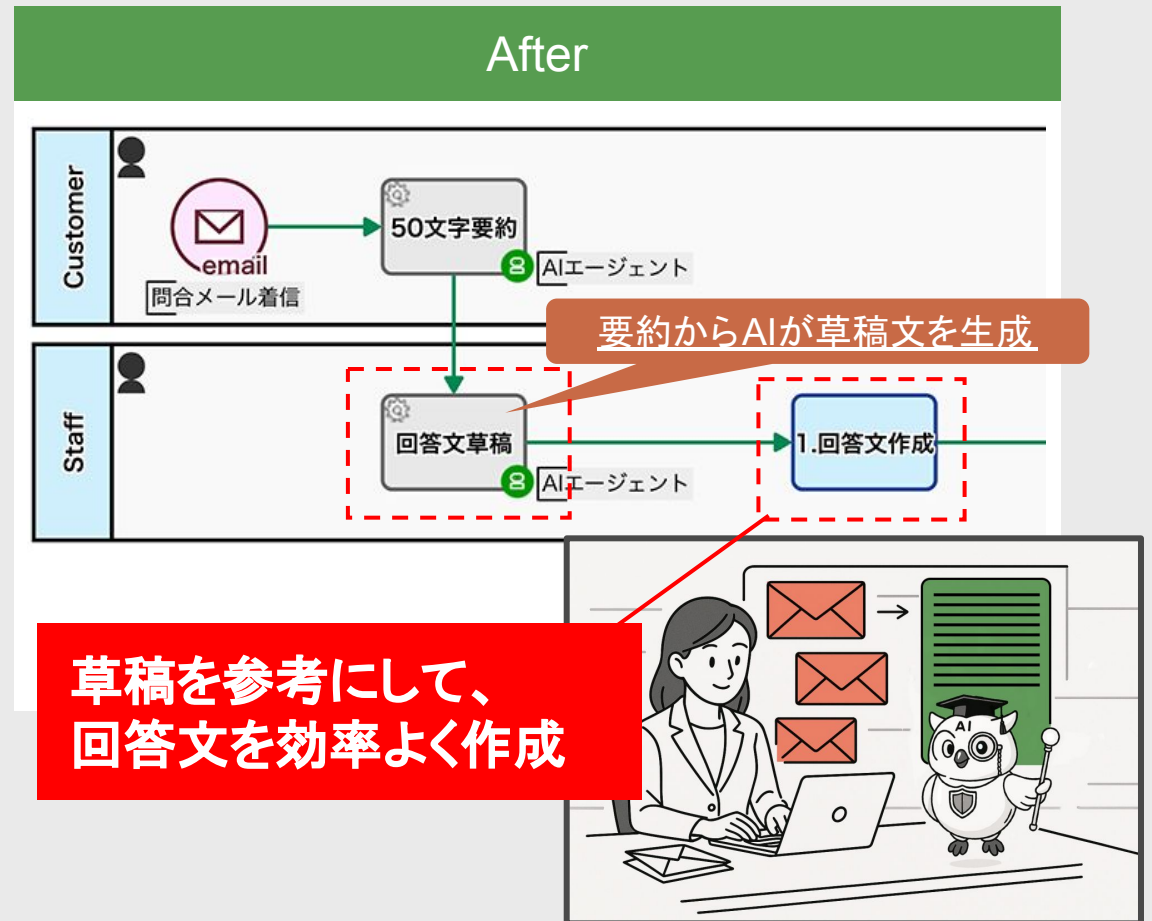 After
Customer
email
問合メール着信
50文字要約
AIエージェント
要約からAIが草稿文を生成
Staff
回答文草稿
AIエージェント
1.回答文作成
草稿を参考にして、
回答文を効率よく作成
AI